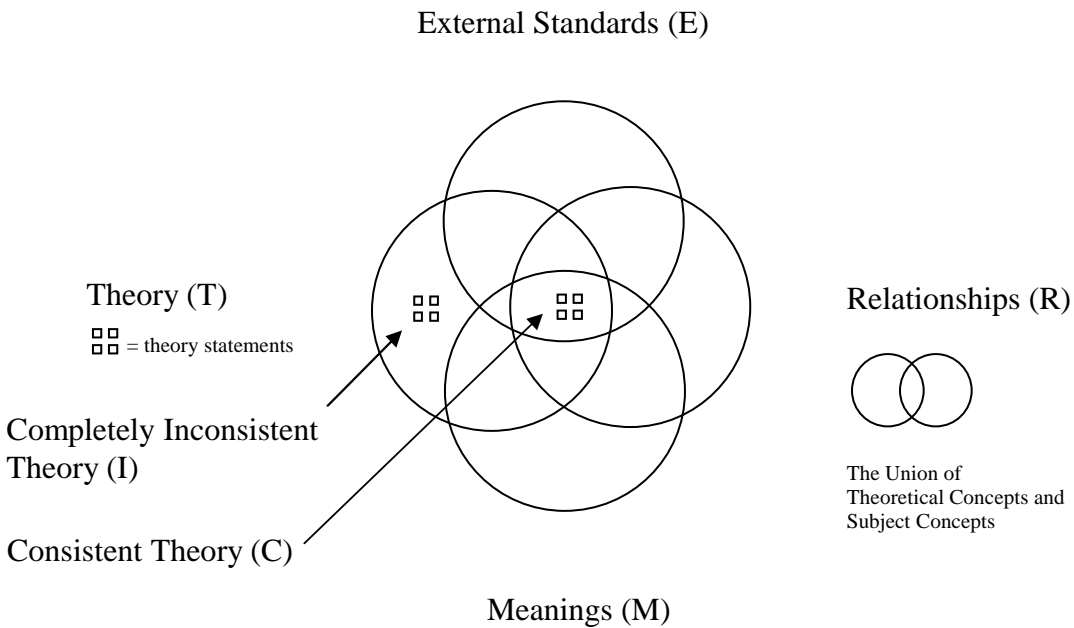 External Standards (E)
Theory (T)
= theory statements
Relationships (R)
Completely Inconsistent
Theory (I)
The Union of
Theoretical Concepts and
Subject Concepts
Consistent Theory (C)
Meanings (M)